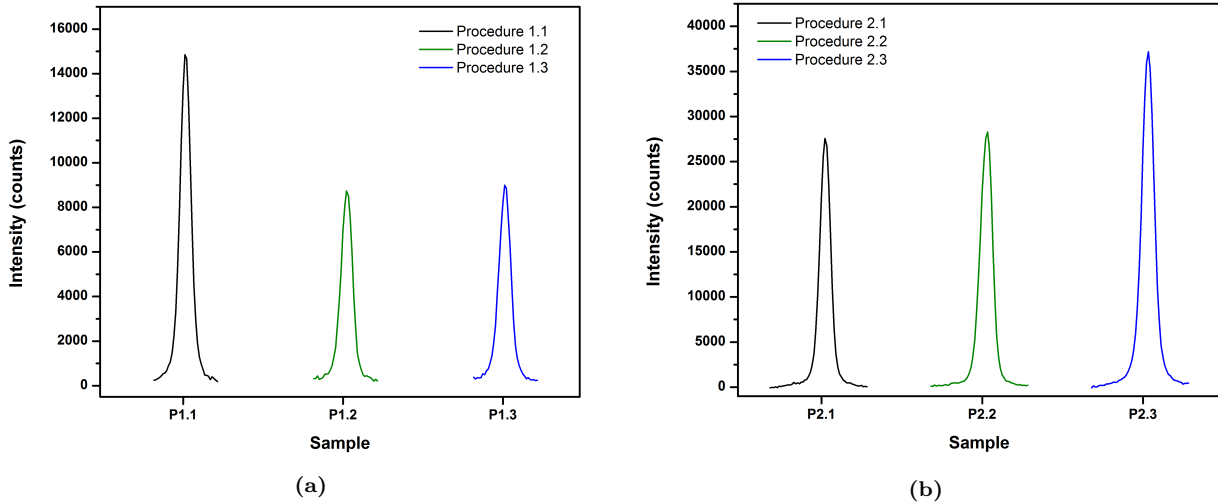 16000
14000
12000
10000
8000
6000
4000
2000
0
Intensity (counts)
Procedure 1.1
Procedure 1.2
Procedure 1.3
P1.1 P1.2 P1.3
Sample
(a)
40000
35000
30000
25000
20000
15000
10000
5000
0
Intensity (counts)
Procedure 2.1
Procedure 2.2
Procedure 2.3
P2.1 P2.2 P2.3
Sample
(b)